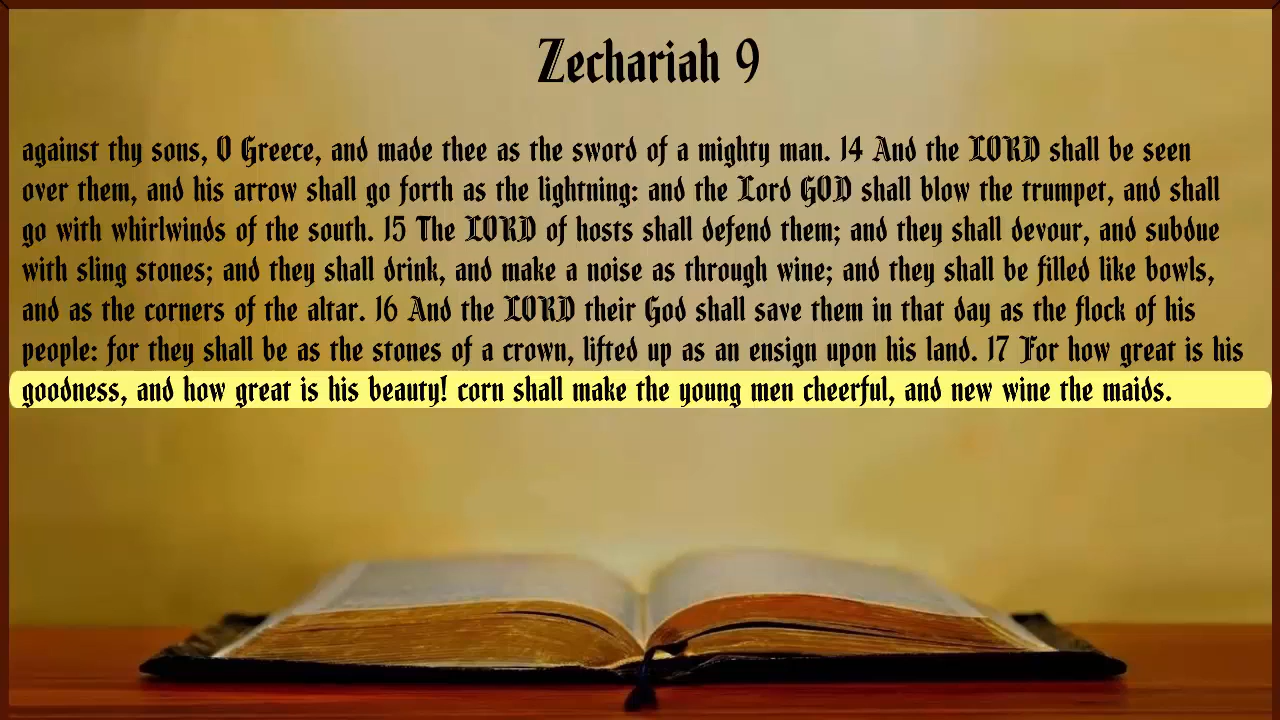 Zechariah 9
against thy sons, O Greece, and made thee as the sword of a mighty man. 14 And the LORD shall be seen
over them, and his arrow shall go forth as the lightning: and the Lord GOD shall blow the trumpet, and shall
go with whirlwinds of the south. 15 The LORD of hosts shall defend them; and they shall devour, and subdue
with sling stones; and they shall drink, and make a noise as through wine; and they shall be filled like bowls,
and as the corners of the altar. 16 And the LORD their God shall save them in that day as the flock of his
people: for they shall be as the stones of a crown, lifted up as an ensign upon his land. 17 For how great is his
goodness, and how great is his beauty! corn shall make the young men cheerful, and new wine the maids.